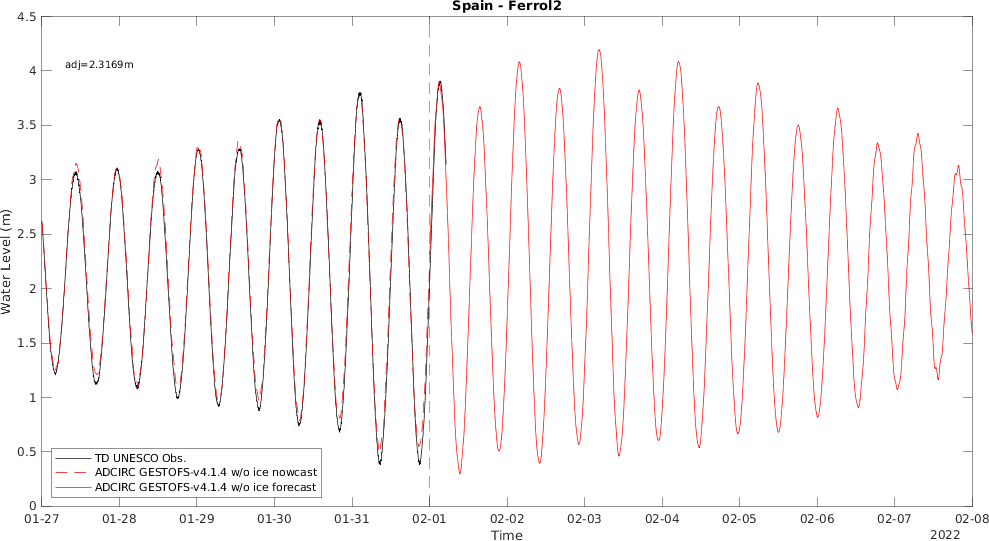 Spain - Ferrol2
adj=2.3169m
4.5
4
3.5
3
2.5
2
1.5
1
0.5
0
Water Level (m)
TD UNESCO Obs.
ADCIRC GESTOFS-v4.1.4 w/o ice nowcast
ADCIRC GESTOFS-v4.1.4 w/o ice forecast
01-27 01-28 01-29 01-30 01-31 02-01 02-02 02-03 02-04 02-05 02-06 02-07 02-08
Time
2022